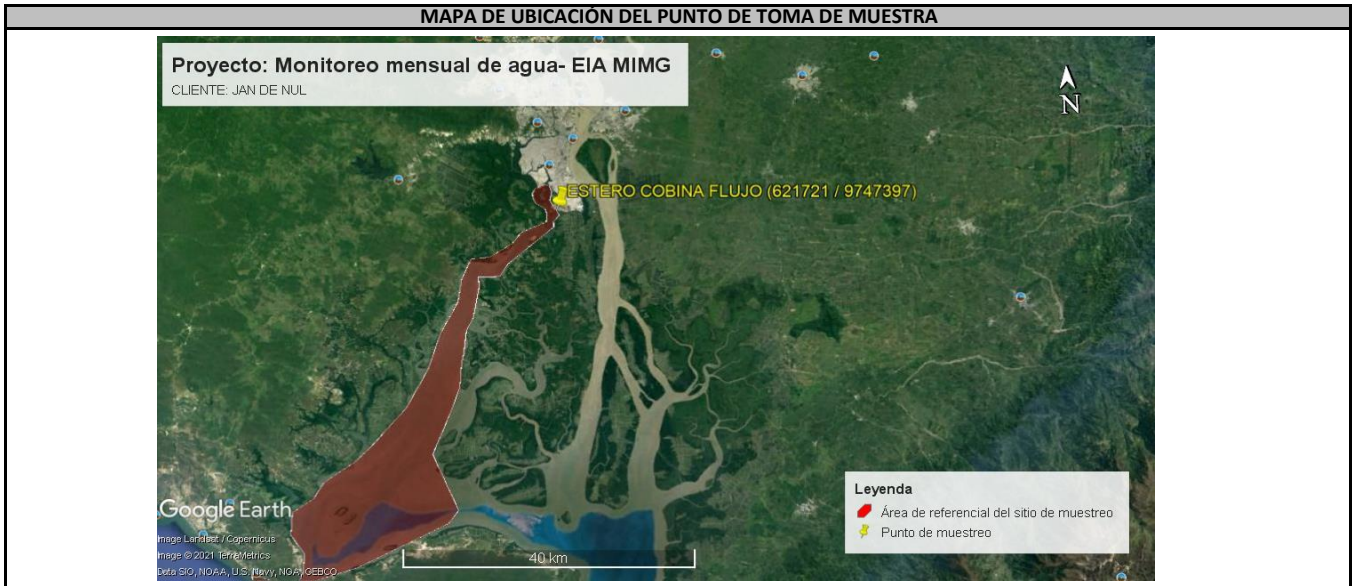 MAPA DE UBICACIÓN DEL PUNTO DE TOMA DE MUESTRA
Proyecto: Monitoreo mensual de agua- EIA MIMG
CLIENTE: JAN DE NUL
N
ESTERO COBINA FLUJO (621721 / 9747397)
Leyenda
Área de referencial del sitio de muestreo
Punto de muestreo
Google Earth
Image Landsat / Copernicus
Image © 2021 TerraMetrics
Data SIO, NOAA, U.S. Navy, NGA, GEBCO
40 km